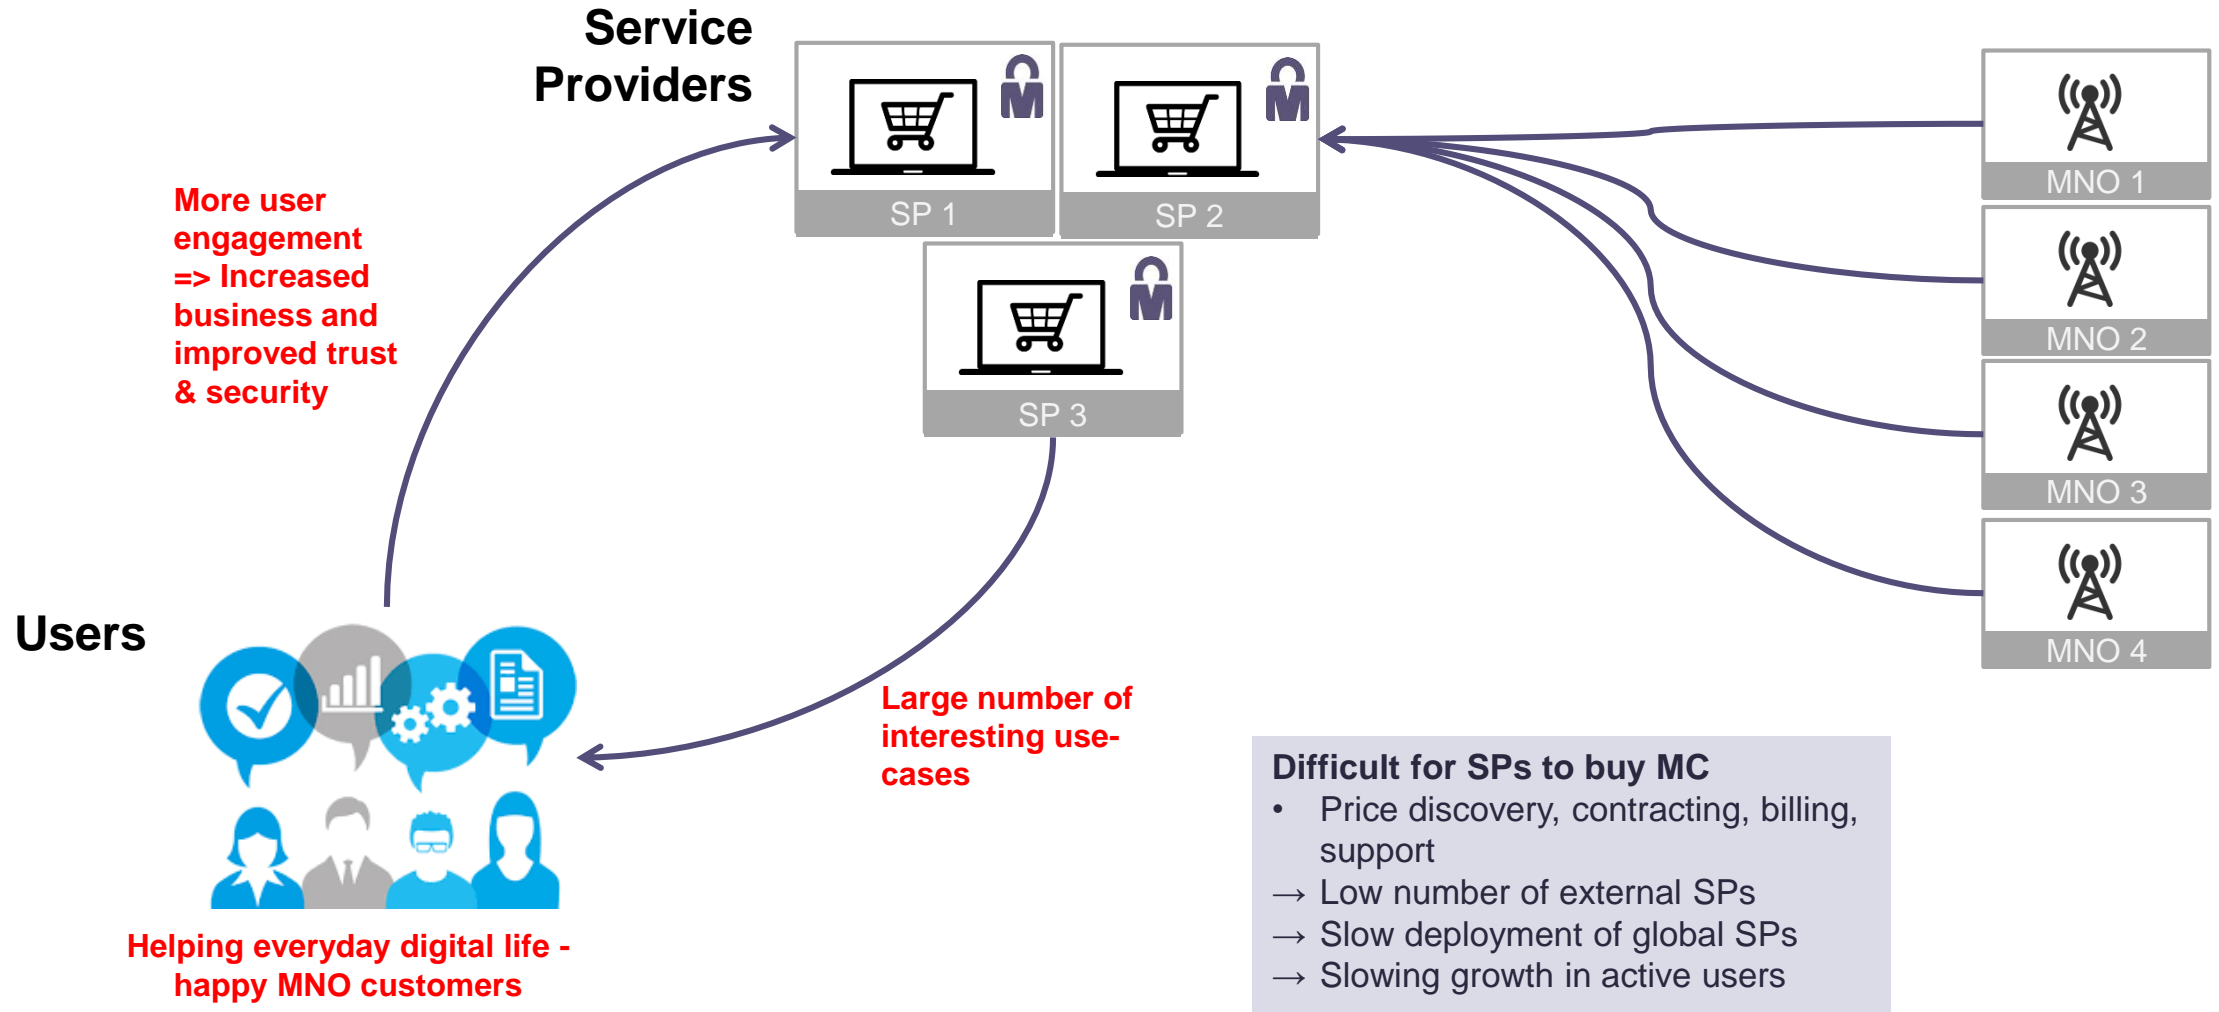 Service
Providers
SP 1
SP 2
SP 3
MNO 1
MNO 2
MNO 3
MNO 4
More user
engagement
=> Increased
business and
improved trust
& security
Users
Large number of
interesting use-
cases
Helping everyday digital life -
happy MNO customers
Difficult for SPs to buy MC
• Price discovery, contracting, billing,
support
→ Low number of external SPs
→ Slow deployment of global SPs
→ Slowing growth in active users